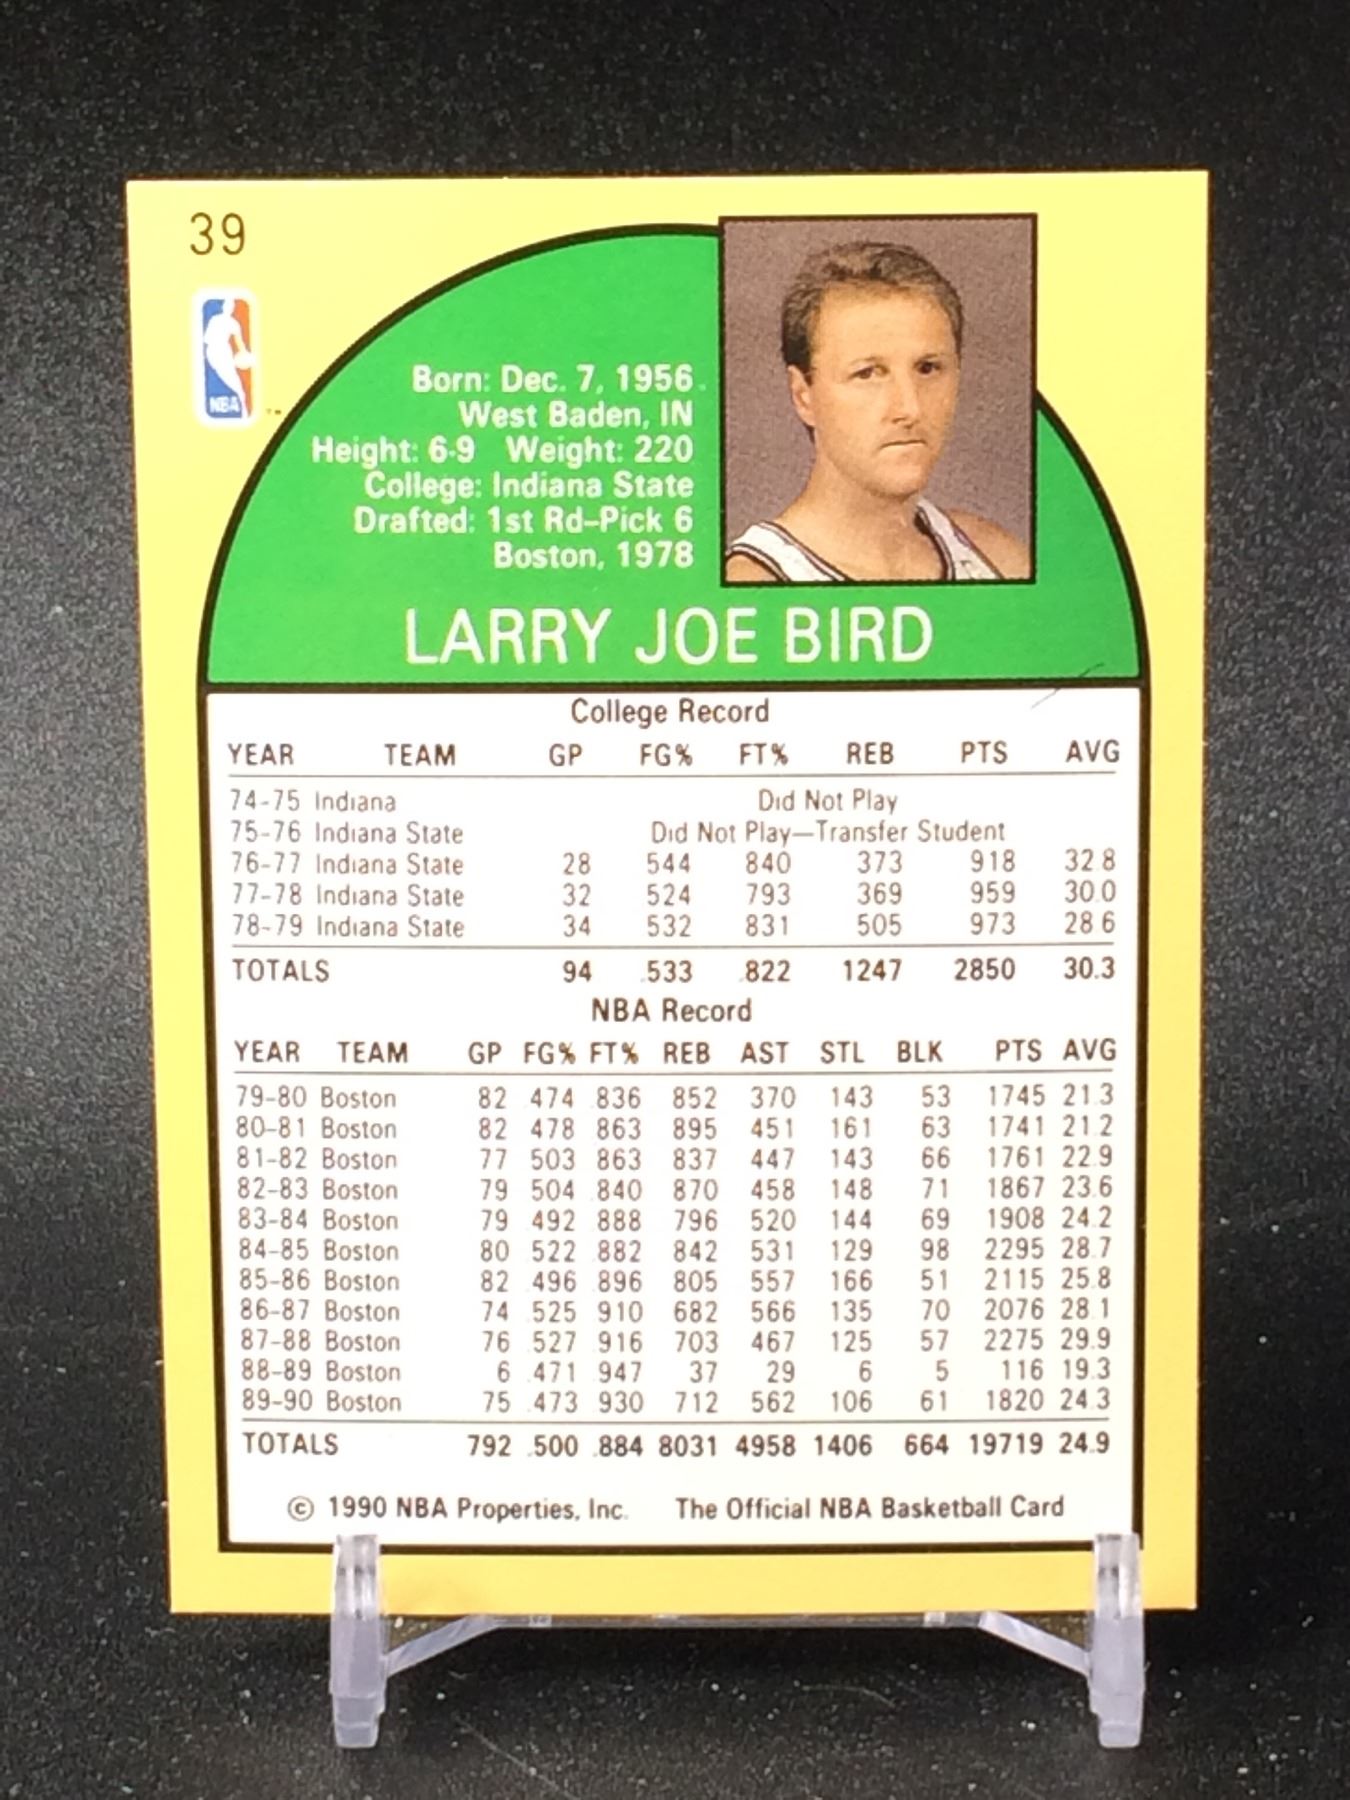 39
NBA
Born: Dec. 7, 1956
West Baden, IN
Height: 6-9 Weight: 220
College: Indiana State
Drafted: 1st Rd–Pick 6
Boston, 1978
LARRY JOE BIRD
College Record
YEAR TEAM GP FG% FT% REB PTS AVG
74-75 Indiana Did Not Play
75-76 Indiana State Did Not Play—Transfer Student
76-77 Indiana State 28 .544 .840 373 918 32.8
77-78 Indiana State 32 .524 .793 369 959 30.0
78-79 Indiana State 34 .532 .831 505 973 28.6
TOTALS 94 .533 .822 1247 2850 30.3
NBA Record
YEAR TEAM GP FG% FT% REB AST STL BLK PTS AVG
79-80 Boston 82 .474 .836 852 370 143 53 1745 21.3
80-81 Boston 82 .478 .863 895 451 161 63 1741 21.2
81-82 Boston 77 .503 .863 837 447 143 66 1761 22.9
82-83 Boston 79 .504 .840 870 458 148 71 1867 23.6
83-84 Boston 79 .492 .888 796 520 144 69 1908 24.2
84-85 Boston 80 .522 .882 842 531 129 98 2295 28.7
85-86 Boston 82 .496 .896 805 557 166 51 2115 25.8
86-87 Boston 74 .525 .910 682 566 135 70 2076 28.1
87-88 Boston 76 .527 .916 703 467 125 57 2275 29.9
88-89 Boston 6 .471 .947 37 29 6 5 116 19.3
89-90 Boston 75 .473 .930 712 562 106 61 1820 24.3
TOTALS 792 .500 .884 8031 4958 1406 664 19719 24.9
© 1990 NBA Properties, Inc. The Official NBA Basketball Card